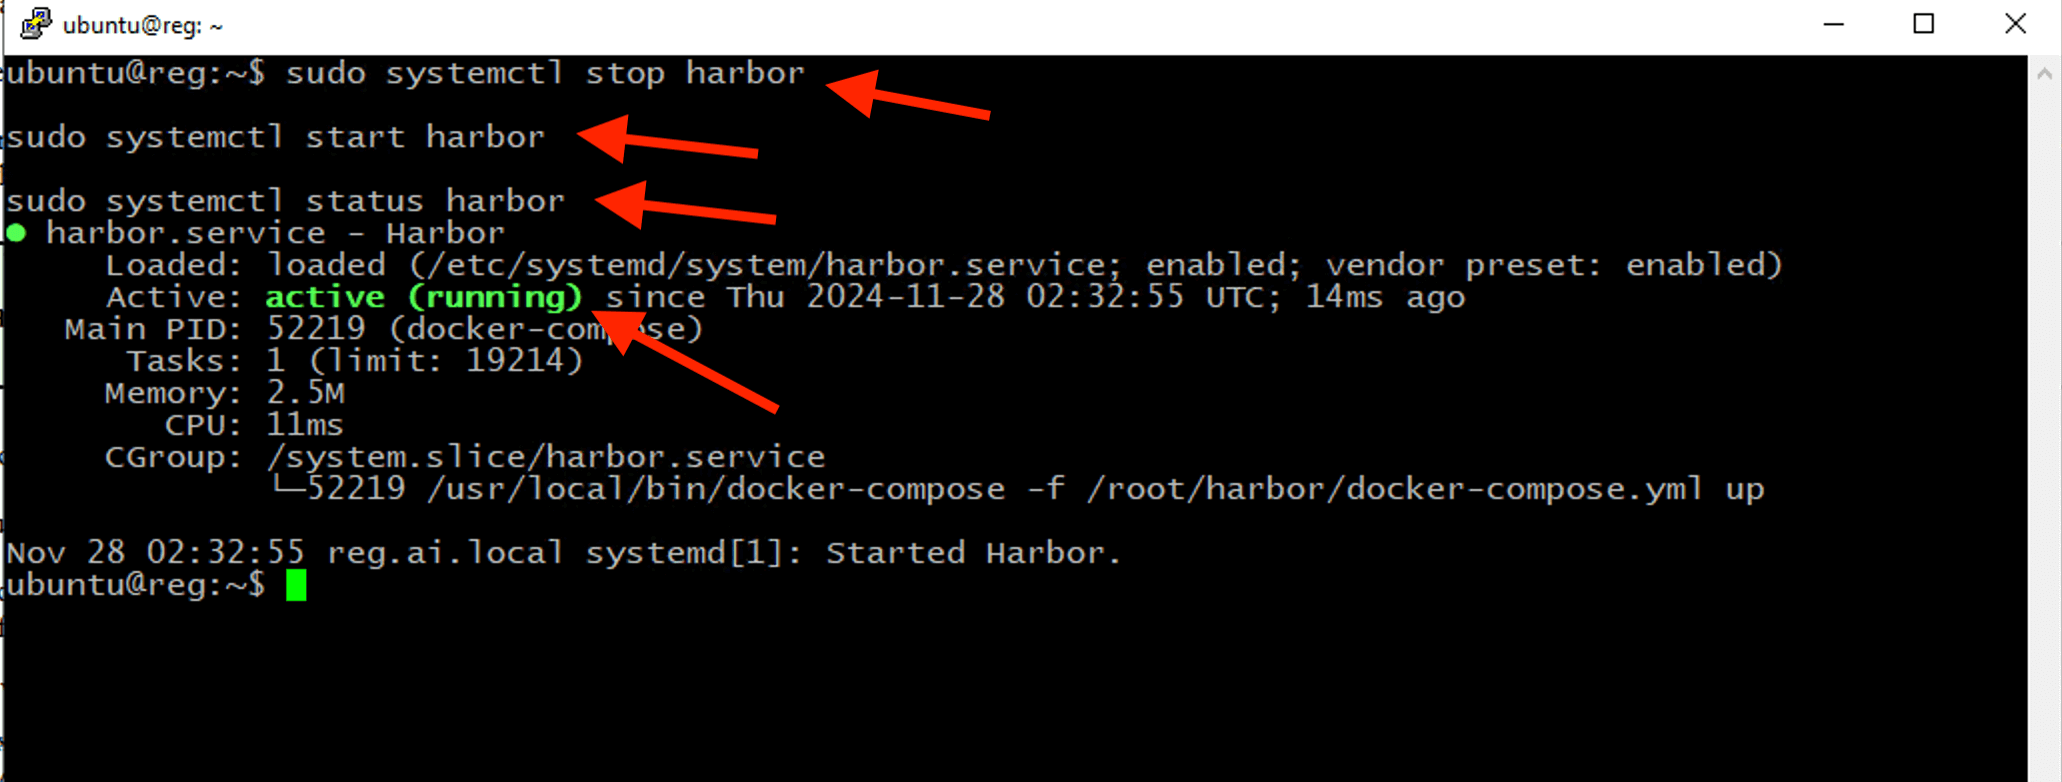 ubuntu@reg: ~
ubuntu@reg:~$ sudo systemctl stop harbor
sudo systemctl start harbor
sudo systemctl status harbor
● harbor.service - Harbor
Loaded: loaded (/etc/systemd/system/harbor.service; enabled; vendor preset: enabled)
Active: active (running) since Thu 2024-11-28 02:32:55 UTC; 14ms ago
Main PID: 52219 (docker-compose)
Tasks: 1 (limit: 19214)
Memory: 2.5M
CPU: 11ms
CGroup: /system.slice/harbor.service
└─52219 /usr/local/bin/docker-compose -f /root/harbor/docker-compose.yml up
Nov 28 02:32:55 reg.ai.local systemd[1]: Started Harbor.
ubuntu@reg:~$